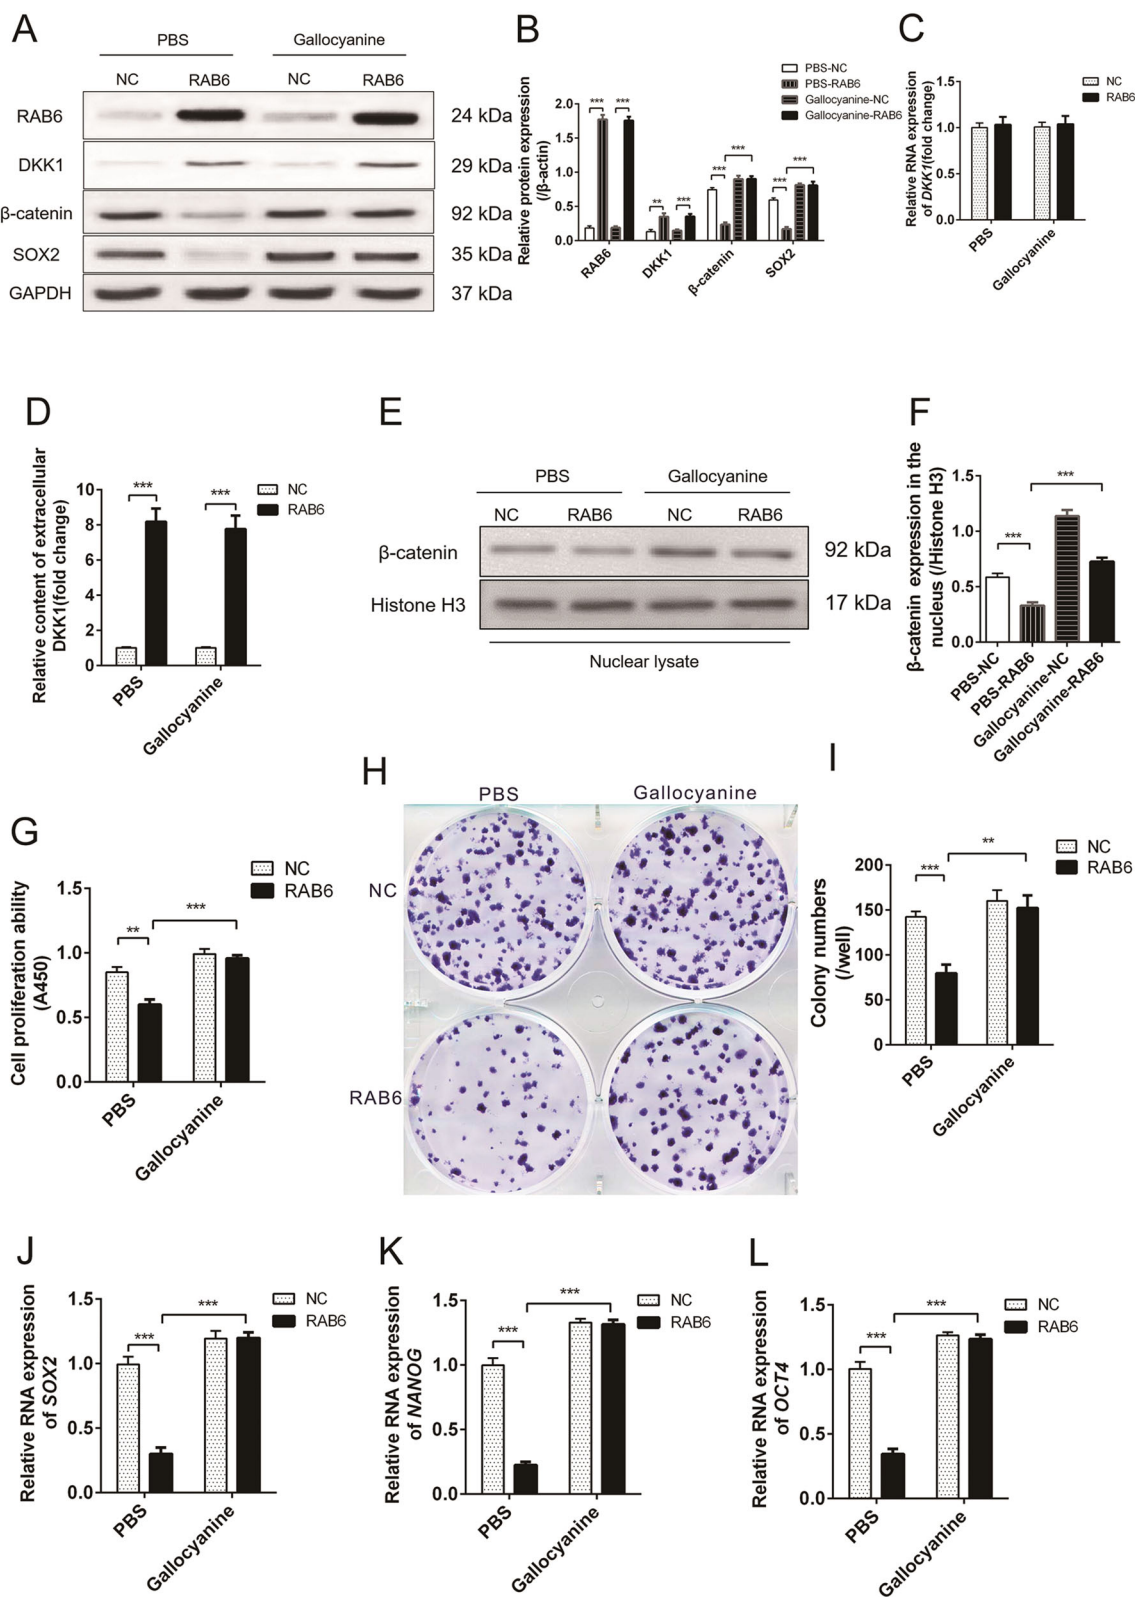 A
PBS
Gallocyanine
NC
RAB6
NC
RAB6
RAB6
24 kDa
DKK1
29 kDa
β-catenin
92 kDa
SOX2
35 kDa
GAPDH
37 kDa
B
PBS-NC
PBS-RAB6
Gallocyanine-NC
Gallocyanine-RAB6
Relative protein expression
(/β-actin)
2.0
1.5
1.0
0.5
0.0
***
***
**
***
***
***
***
***
RAB6
DKK1
β-catenin
SOX2
C
NC
RAB6
Relative RNA expression
of DKK1(fold change)
1.5
1.0
0.5
0.0
PBS
Gallocyanine
D
NC
RAB6
Relative content of extracellular
DKK1(fold change)
10
8
6
4
2
0
***
***
PBS
Gallocyanine
E
PBS
Gallocyanine
NC
RAB6
NC
RAB6
β-catenin
92 kDa
Histone H3
17 kDa
Nuclear lysate
F
β-catenin expression in the
nucleus (/Histone H3)
1.5
1.0
0.5
0.0
***
***
PBS-NC
PBS-RAB6
Gallocyanine-NC
Gallocyanine-RAB6
G
NC
RAB6
Cell proliferation ability
(A450)
1.5
1.0
0.5
0.0
**
***
PBS
Gallocyanine
H
PBS
Gallocyanine
NC
RAB6
I
NC
RAB6
Colony numbers
(/well)
200
150
100
50
0
***
**
PBS
Gallocyanine
J
NC
RAB6
Relative RNA expression
of SOX2
1.5
1.0
0.5
0.0
***
***
PBS
Gallocyanine
K
NC
RAB6
Relative RNA expression
of NANOG
1.5
1.0
0.5
0.0
***
***
PBS
Gallocyanine
L
NC
RAB6
Relative RNA expression
of OCT4
1.5
1.0
0.5
0.0
***
***
PBS
Gallocyanine